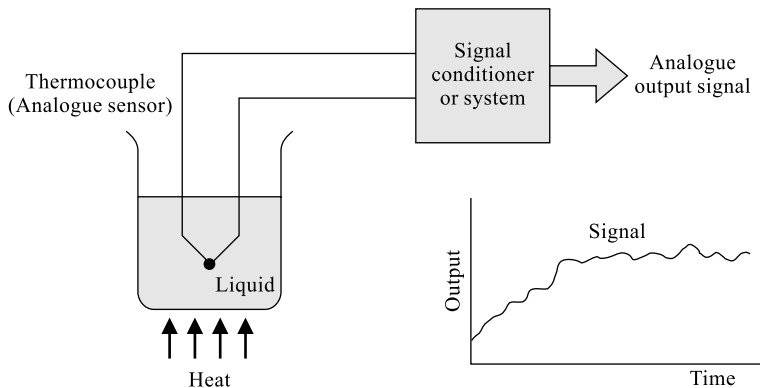 Thermocouple
(Analogue sensor)
Signal
conditioner
or system
Analogue
output signal
Liquid
Heat
Output
Signal
Time